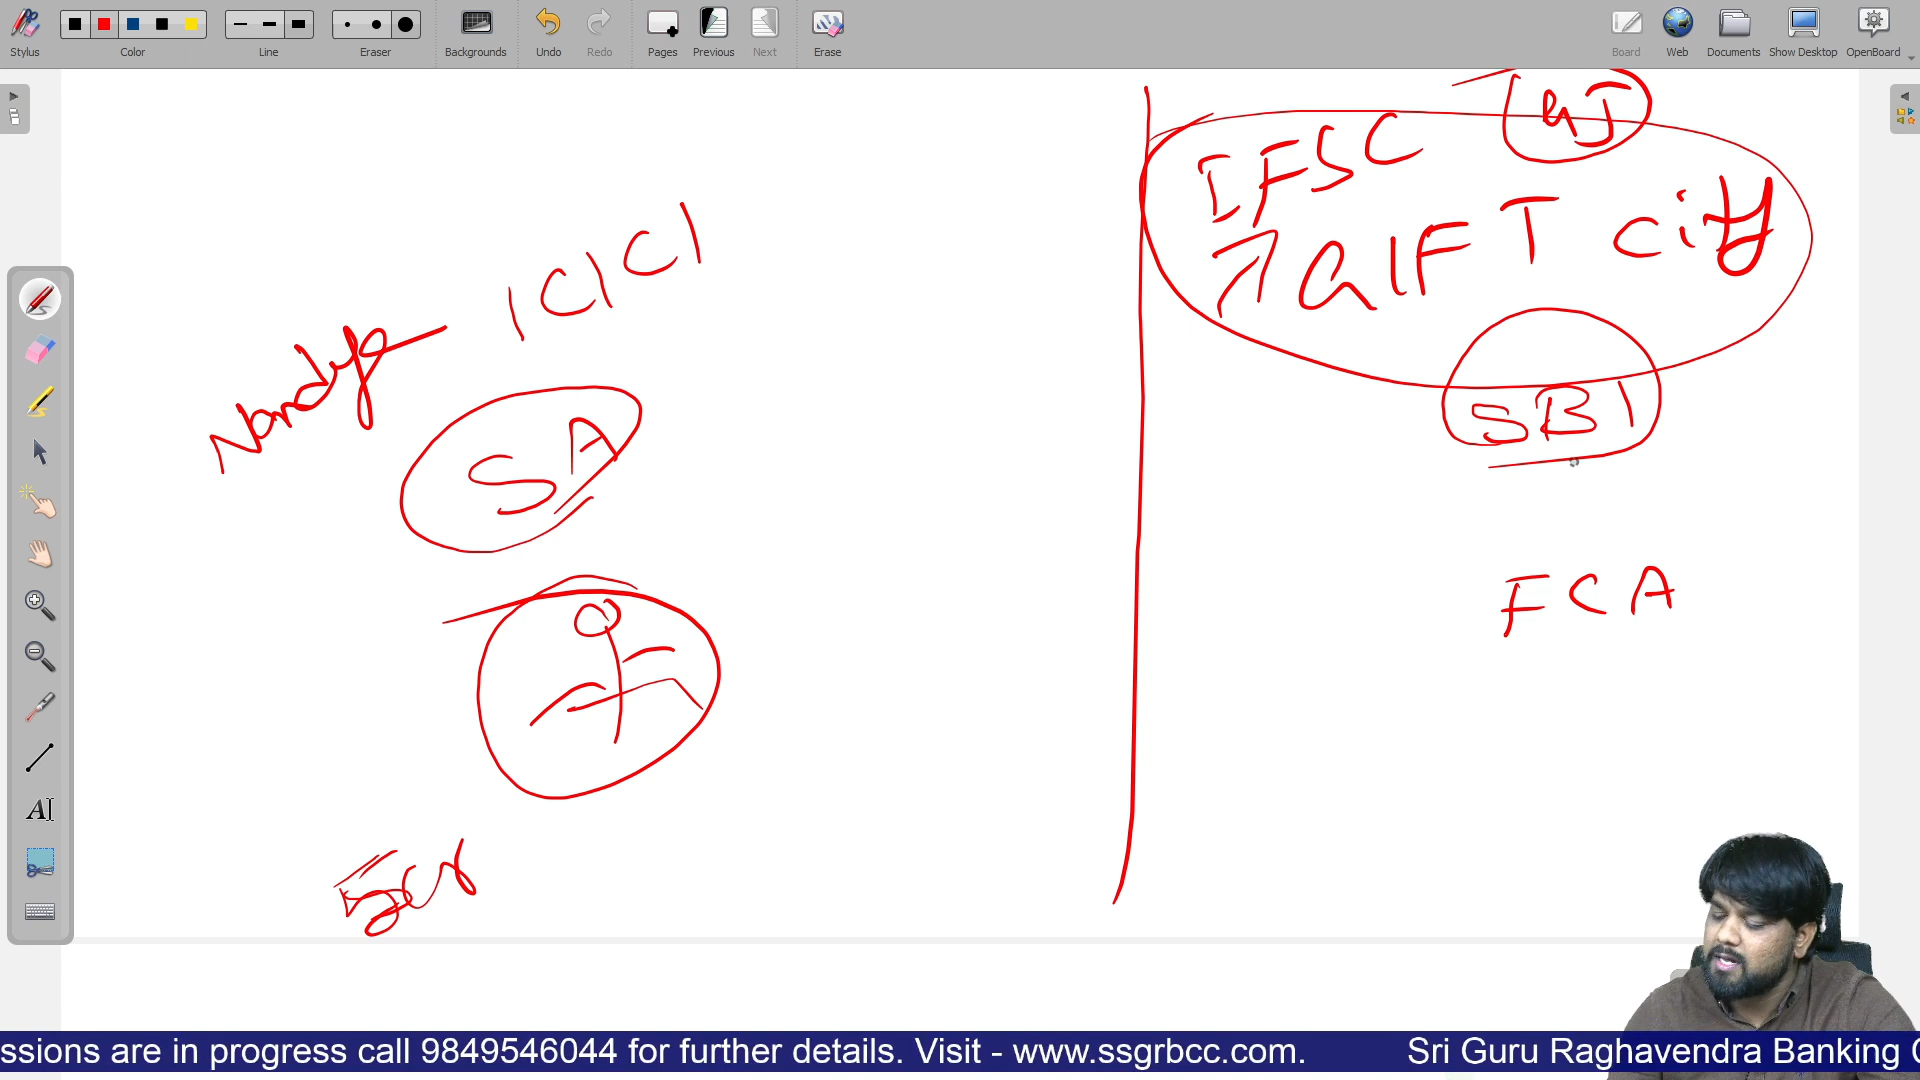 Stylus
Color
Line
Eraser
Backgrounds
Undo
Redo
Pages
Previous
Next
Erase
Board
Web
Documents
Show Desktop
OpenBoard
GJ
IFSC
GIFT city
SBI
FCA
ICICI
SA
AI
ssions are in progress call 9849546044 for further details. Visit - www.ssgrbcc.com. Sri Guru Raghavendra Banking C